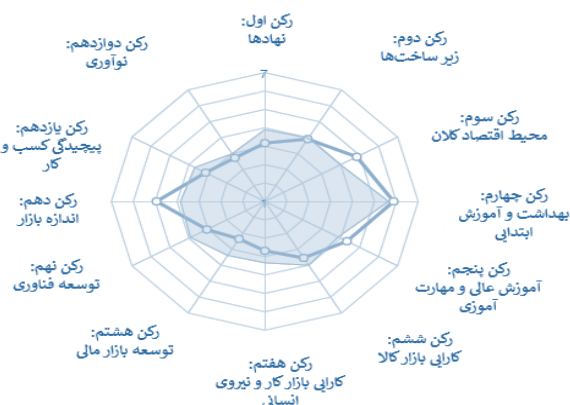 رکن اول:
نهادها
رکن دوم:
زیر ساخت‌ها
رکن سوم:
محیط اقتصاد کلان
رکن چهارم:
بهداشت و آموزش
ابتدایی
رکن پنجم:
آموزش عالی و مهارت
آموزی
رکن ششم:
کارایی بازار کالا
رکن هفتم:
کارایی بازار کار و نیروی
انسانی
رکن هشتم:
توسعه بازار مالی
رکن نهم:
توسعه فناوری
رکن دهم:
اندازه بازار
رکن یازدهم:
پیچیدگی کسب و
کار
رکن دوازدهم:
نوآوری
7
1